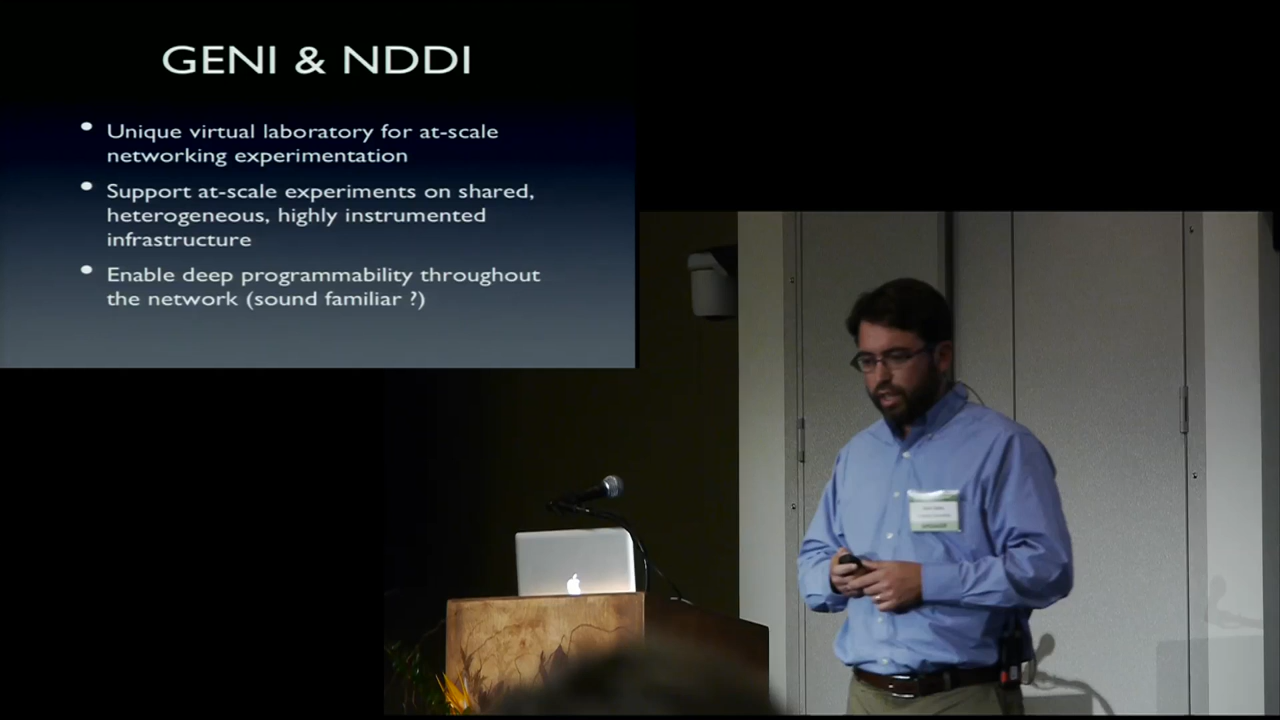 GENI & NDDI
• Unique virtual laboratory for at-scale
networking experimentation
• Support at-scale experiments on shared,
heterogeneous, highly instrumented
infrastructure
• Enable deep programmability throughout
the network (sound familiar ?)